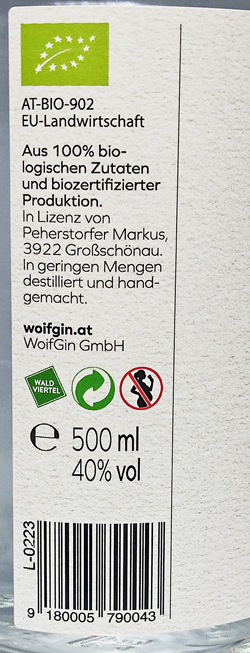 AT-BIO-902
EU-Landwirtschaft
Aus 100% bio-
logischen Zutaten
und biozertifizierter
Produktion.
In Lizenz von
Peherstorfer Markus,
3922 Großschönau.
In geringen Mengen
destilliert und hand-
gemacht.
woifgin.at
WoifGin GmbH
WALD
VIERTEL
℮ 500 ml
40% vol
L-0223
9 180005 790043